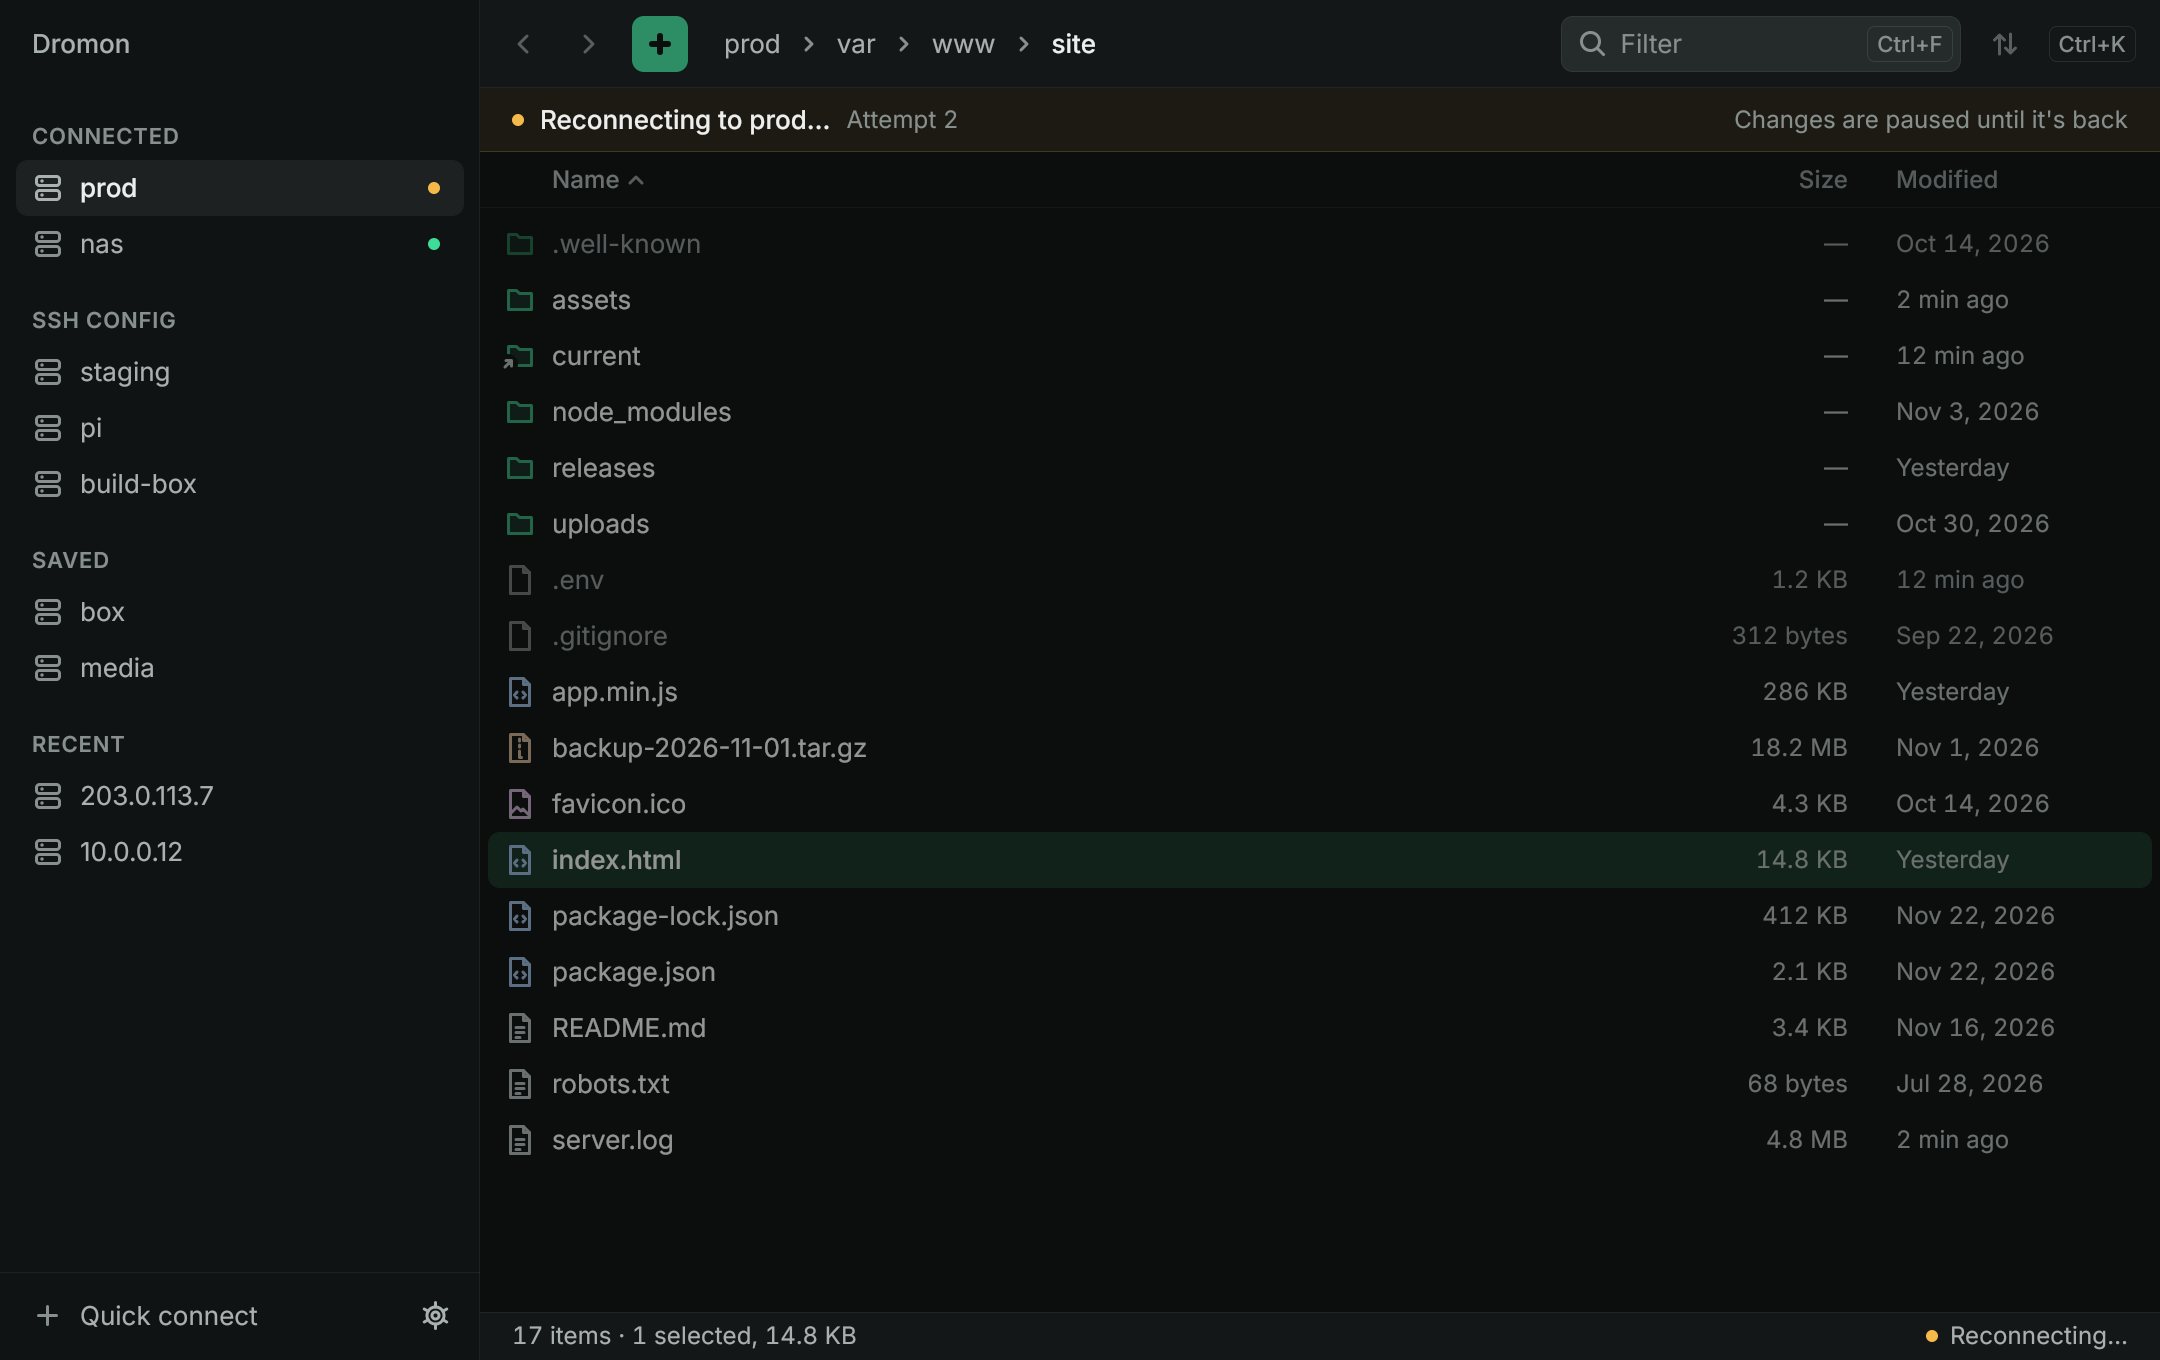 Dromon
CONNECTED
prod
nas
SSH CONFIG
staging
pi
build-box
SAVED
box
media
RECENT
203.0.113.7
10.0.0.12
Quick connect
prod var www site
Filter Ctrl+F Ctrl+K
Reconnecting to prod... Attempt 2 Changes are paused until it's back
Name Size Modified
.well-known — Oct 14, 2026
assets — 2 min ago
current — 12 min ago
node_modules — Nov 3, 2026
releases — Yesterday
uploads — Oct 30, 2026
.env 1.2 KB 12 min ago
.gitignore 312 bytes Sep 22, 2026
app.min.js 286 KB Yesterday
backup-2026-11-01.tar.gz 18.2 MB Nov 1, 2026
favicon.ico 4.3 KB Oct 14, 2026
index.html 14.8 KB Yesterday
package-lock.json 412 KB Nov 22, 2026
package.json 2.1 KB Nov 22, 2026
README.md 3.4 KB Nov 16, 2026
robots.txt 68 bytes Jul 28, 2026
server.log 4.8 MB 2 min ago
17 items · 1 selected, 14.8 KB Reconnecting...